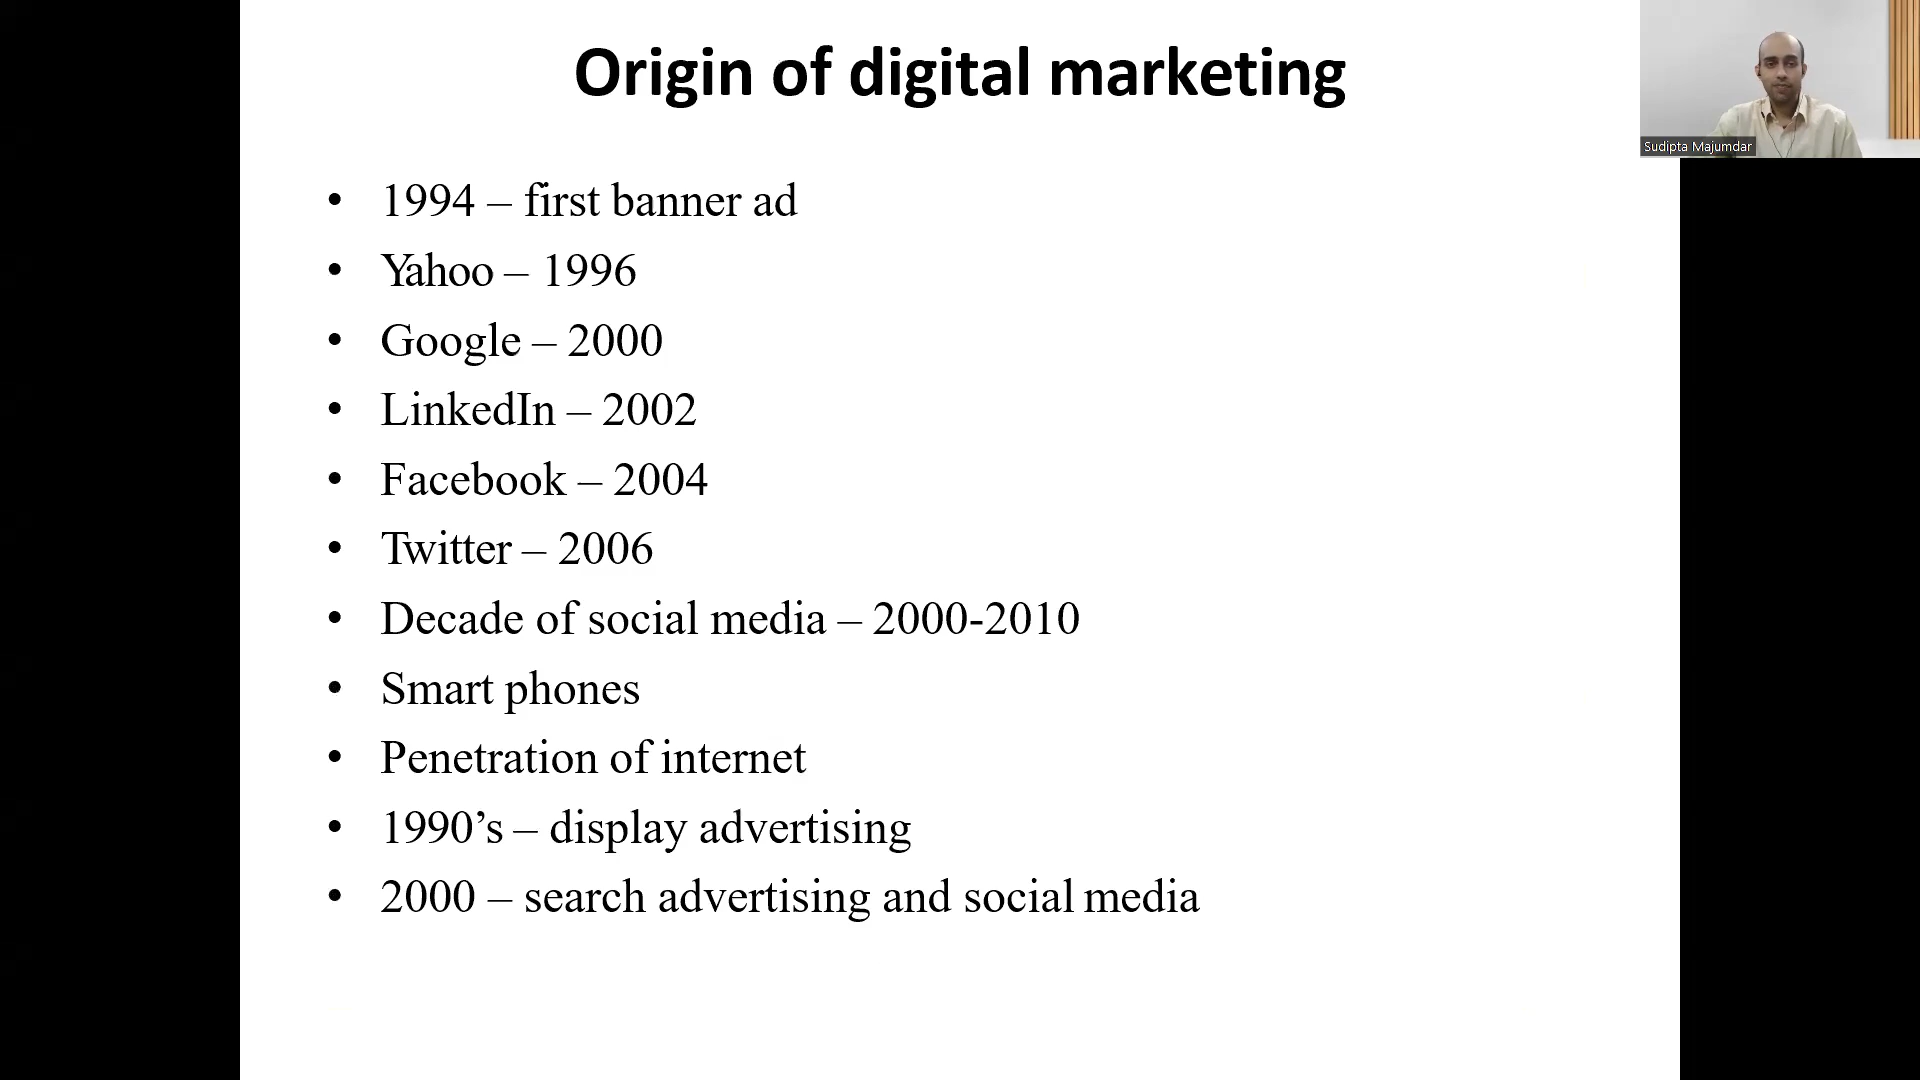 Origin of digital marketing
Sudipta Majumdar
• 1994 – first banner ad
• Yahoo – 1996
• Google – 2000
• LinkedIn – 2002
• Facebook – 2004
• Twitter – 2006
• Decade of social media – 2000-2010
• Smart phones
• Penetration of internet
• 1990’s – display advertising
• 2000 – search advertising and social media